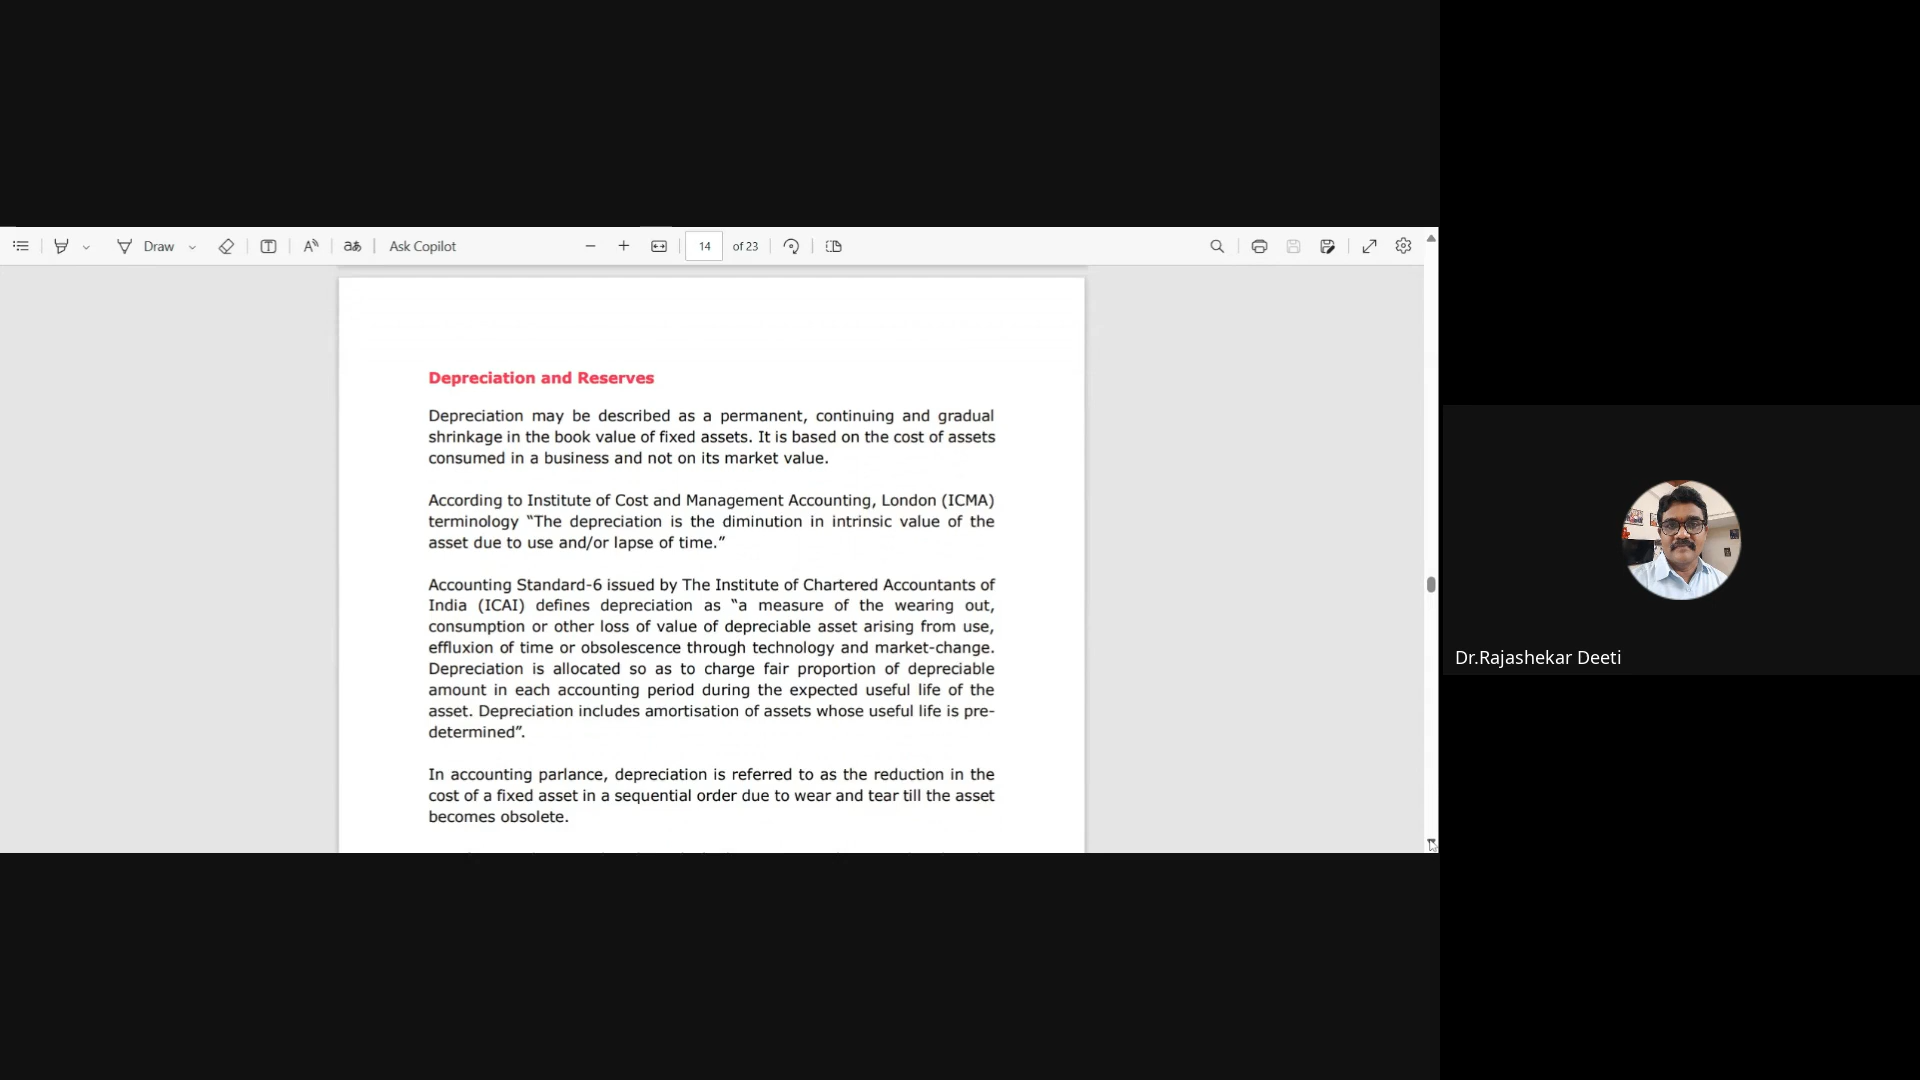 Draw
Ask Copilot
14
of 23
Depreciation and Reserves
Depreciation may be described as a permanent, continuing and gradual
shrinkage in the book value of fixed assets. It is based on the cost of assets
consumed in a business and not on its market value.
According to Institute of Cost and Management Accounting, London (ICMA)
terminology “The depreciation is the diminution in intrinsic value of the
asset due to use and/or lapse of time.”
Accounting Standard-6 issued by The Institute of Chartered Accountants of
India (ICAI) defines depreciation as “a measure of the wearing out,
consumption or other loss of value of depreciable asset arising from use,
effluxion of time or obsolescence through technology and market-change.
Depreciation is allocated so as to charge fair proportion of depreciable
amount in each accounting period during the expected useful life of the
asset. Depreciation includes amortisation of assets whose useful life is pre-
determined”.
In accounting parlance, depreciation is referred to as the reduction in the
cost of a fixed asset in a sequential order due to wear and tear till the asset
becomes obsolete.
Dr.Rajashekar Deeti